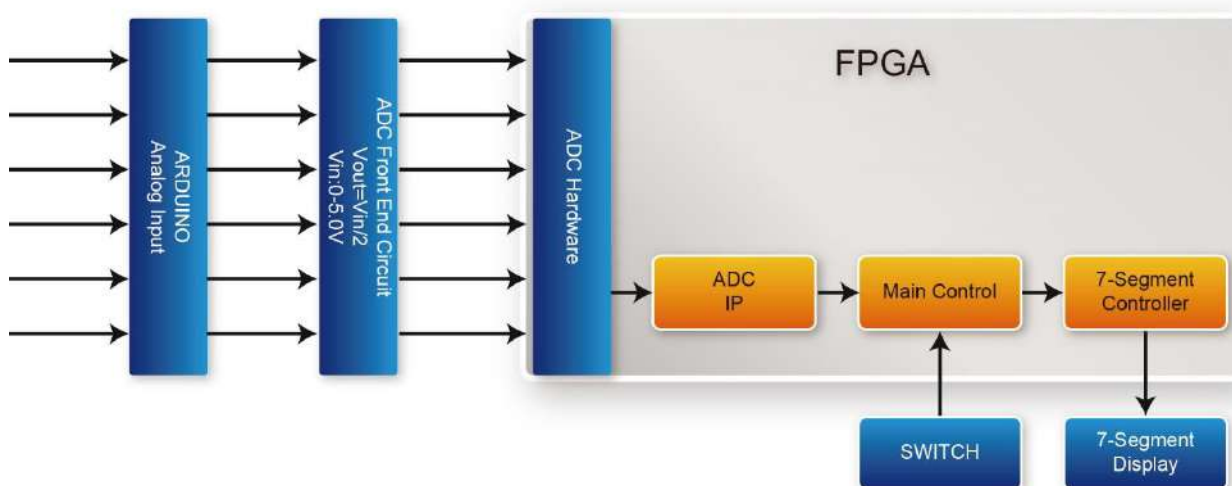 ARDUINO
Analog Input
ADC Front End Circuit
Vout=Vin/2
Vin:0-5.0V
ADC Hardware
FPGA
ADC
IP
Main Control
7-Segment
Controller
SWITCH
7-Segment
Display